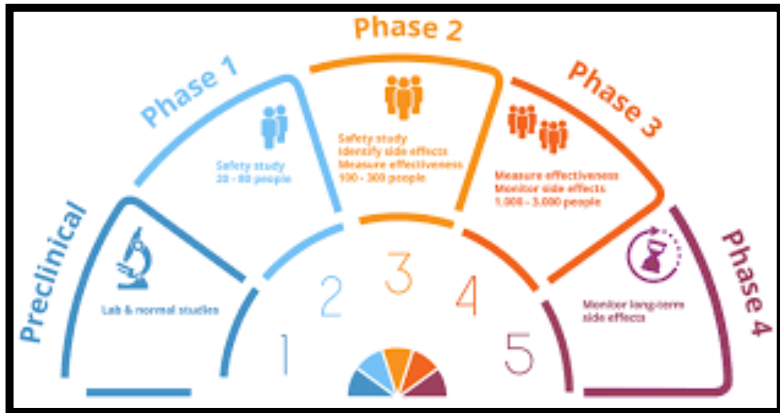 Preclinical
Lab & normal studies
1
Phase 1
Safety study
20 - 80 people
2
Phase 2
Safety study
Identify side effects
Measure effectiveness
100 - 300 people
3
Phase 3
Measure effectiveness
Monitor side effects
1.000 - 3.000 people
4
Phase 4
Monitor long-term
side effects
5